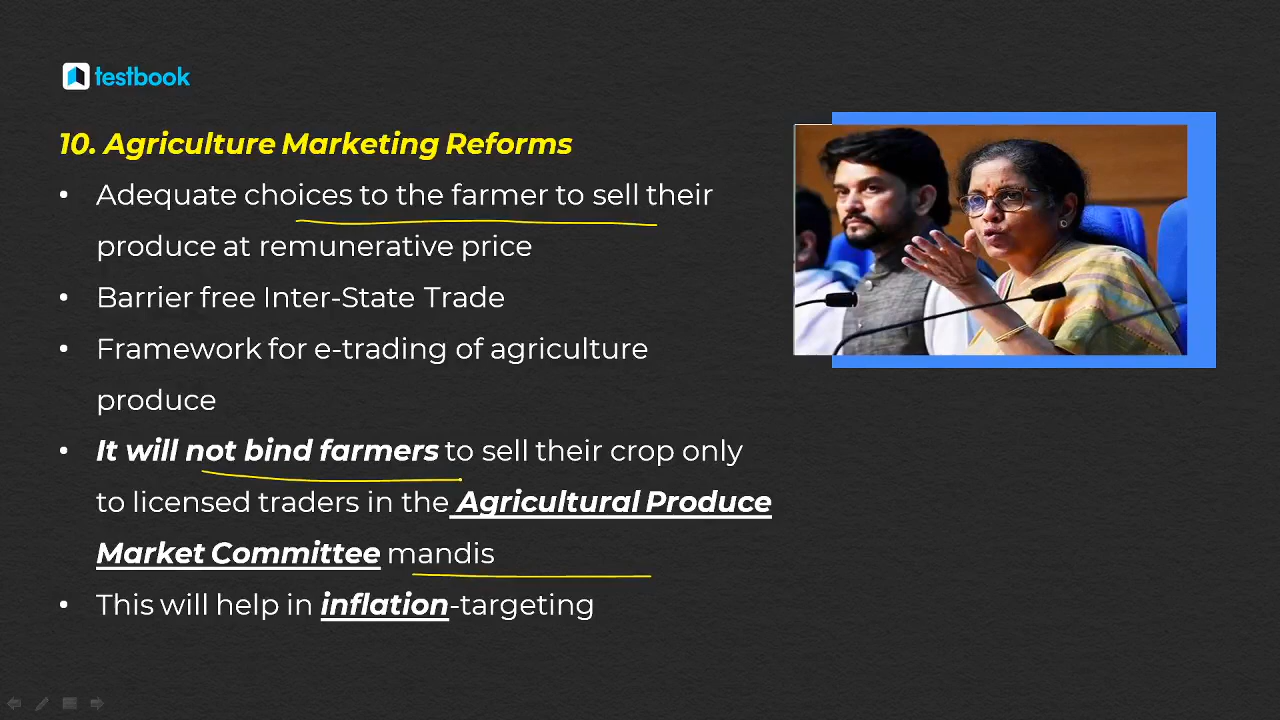 testbook
10. Agriculture Marketing Reforms
• Adequate choices to the farmer to sell their
produce at remunerative price
• Barrier free Inter-State Trade
• Framework for e-trading of agriculture
produce
• It will not bind farmers to sell their crop only
to licensed traders in the Agricultural Produce
Market Committee mandis
• This will help in inflation-targeting